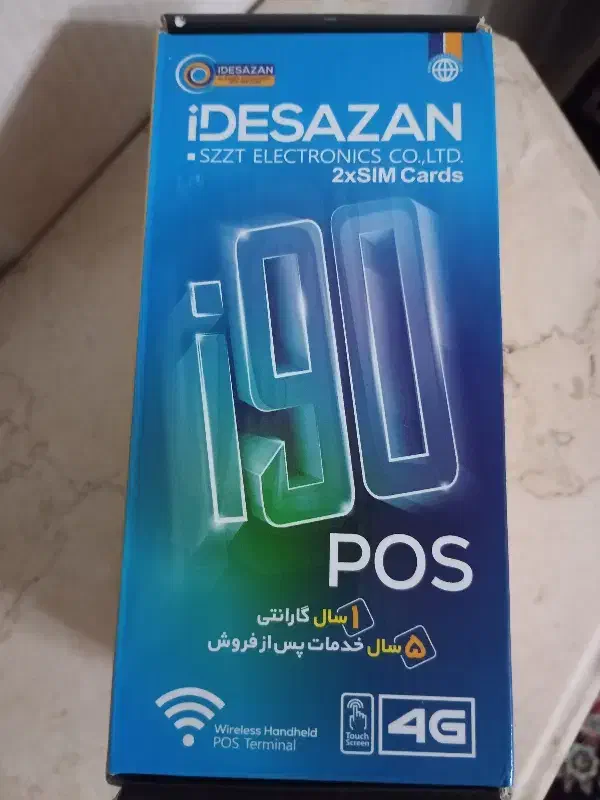 iDESAZAN
iDESAZAN
SZZT ELECTRONICS CO.,LTD.
2xSIM Cards
i90
POS
۱ سال گارانتی
۵ سال خدمات پس از فروش
Wireless Handheld
POS Terminal
Touch
Screen
4G